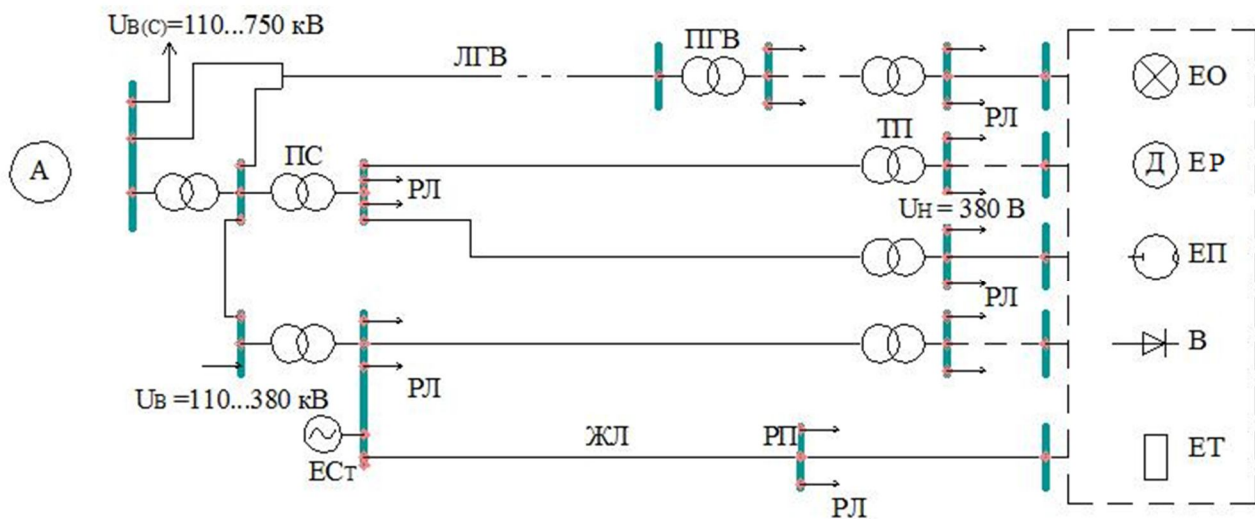 UВ(С)=110...750 кВ
ЛГВ
ПГВ
РЛ
ЕО
А
ПС
РЛ
ТП
Д
ЕР
UН = 380 В
РЛ
ЕП
UВ =110...380 кВ
РЛ
В
ЕСт
ЖЛ
РП
РЛ
ЕТ